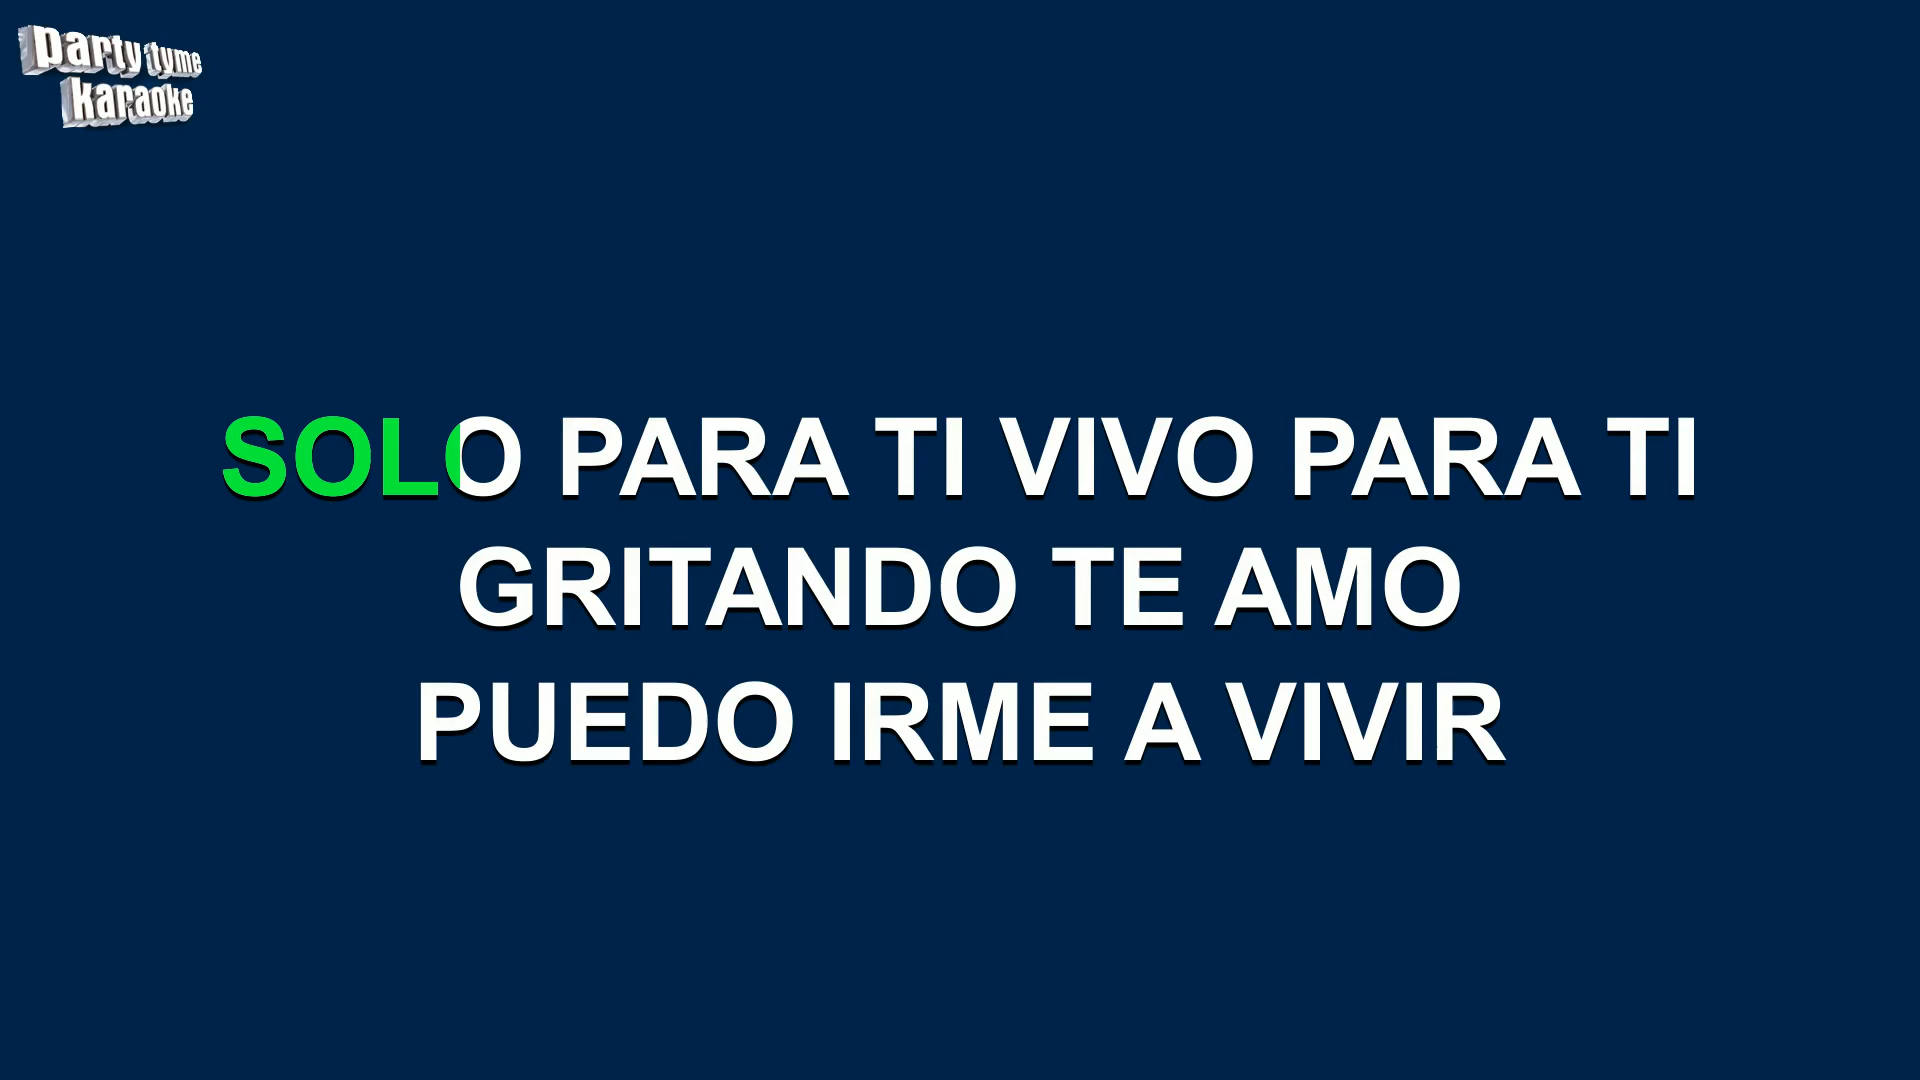 party tyme
karaoke
SOLO PARA TI VIVO PARA TI
GRITANDO TE AMO
PUEDO IRME A VIVIR